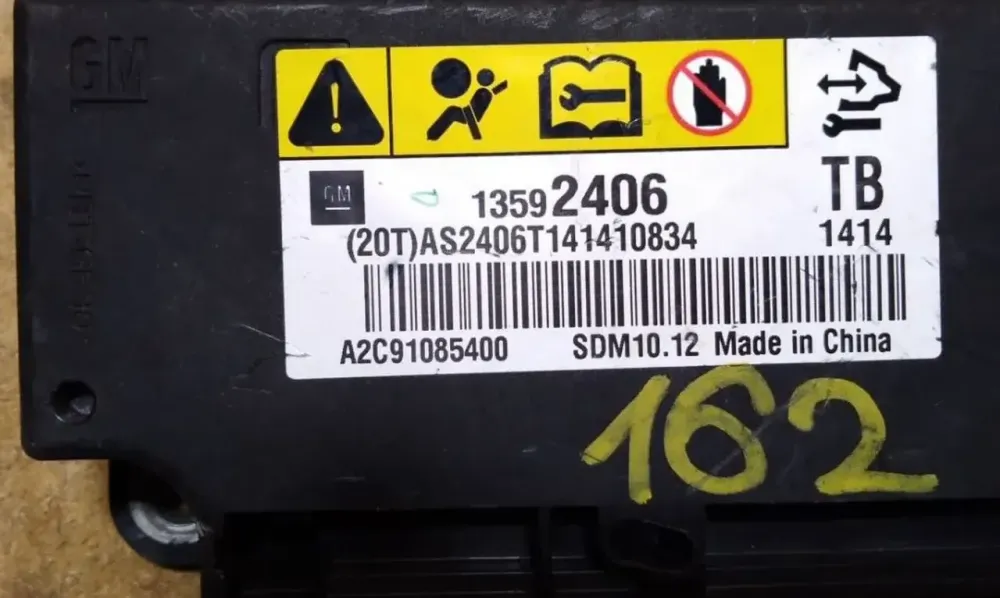 GM
GM
13592406
TB
(20T)AS2406T141410834
1414
A2C91085400
SDM10.12 Made in China
162